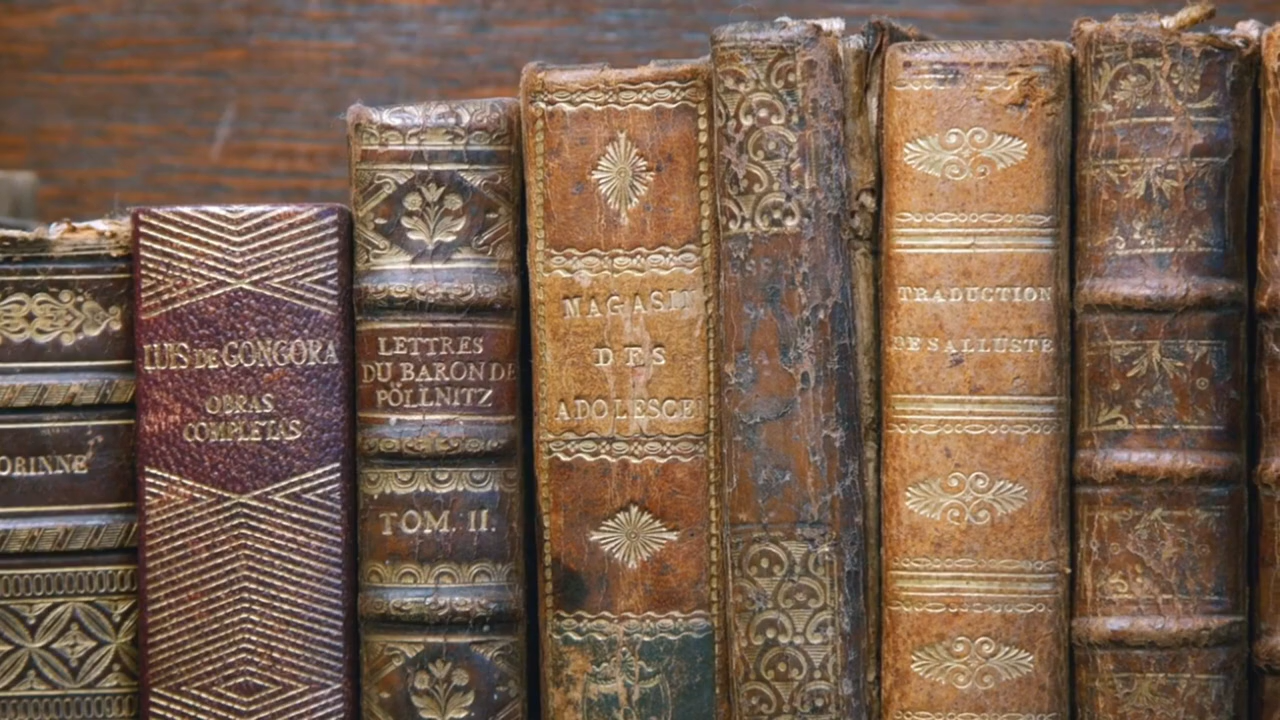 ORINNE
LUIS DE GONGORA
OBRAS
COMPLETAS
LETTRES
DU BARON DE
PÖLLNITZ
TOM. II.
MAGASIN
DES
ADOLESCE
TRADUCTION
DE SALLUSTE